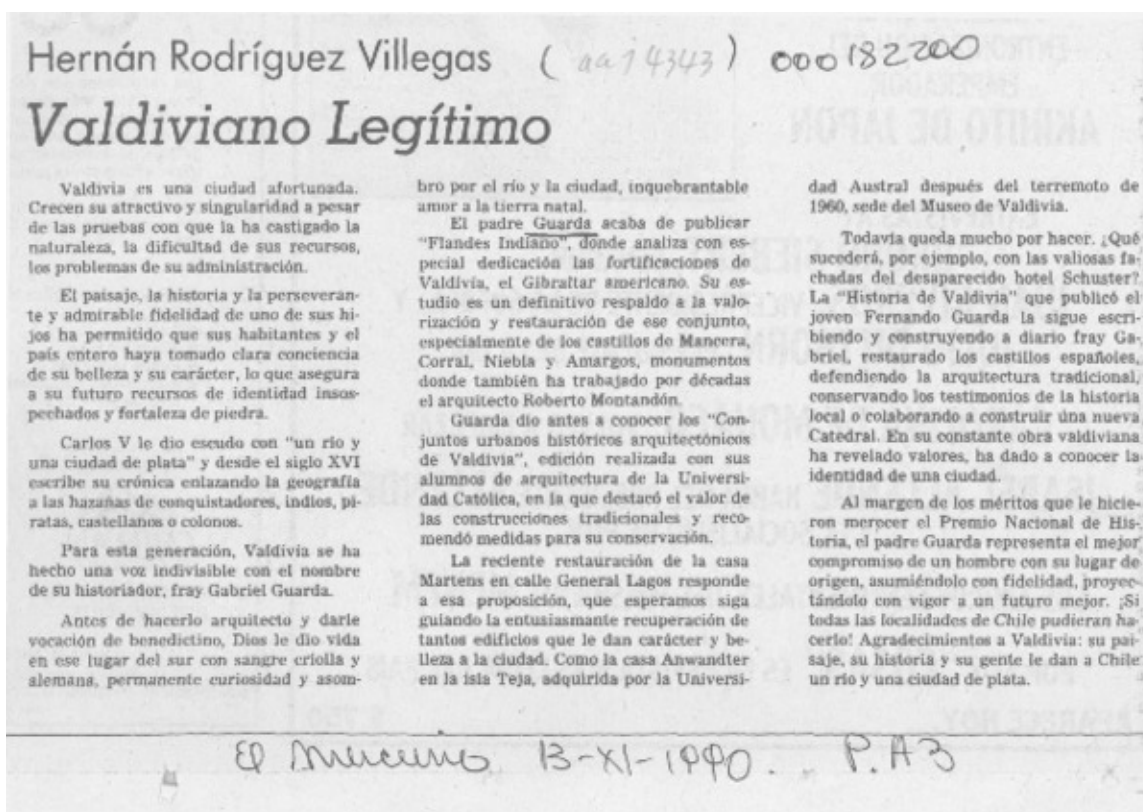 Hernán Rodríguez Villegas (aa14343) 000182200
Valdiviano Legítimo
Valdivia es una ciudad afortunada.
Crecen su atractivo y singularidad a pesar
de las pruebas con que la ha castigado la
naturaleza, la dificultad de sus recursos,
los problemas de su administración.
El paisaje, la historia y la perseveran-
te y admirable fidelidad de uno de sus hi-
jos ha permitido que sus habitantes y el
país entero haya tomado clara conciencia
de su belleza y su carácter, lo que asegura
a su futuro recursos de identidad insos-
pechados y fortaleza de piedra.
Carlos V le dio escudo con "un río y
una ciudad de plata" y desde el siglo XVI
escribe su crónica enlazando la geografía
a las hazañas de conquistadores, indios, pi-
ratas, castellanos o colonos.
Para esta generación, Valdivia se ha
hecho una voz indivisible con el nombre
de su historiador, fray Gabriel Guarda.
Antes de hacerlo arquitecto y darle
vocación de benedictino, Dios le dio vida
en ese lugar del sur con sangre criolla y
alemana, permanente curiosidad y asom-
bro por el río y la ciudad, inquebrantable
amor a la tierra natal.
El padre Guarda acaba de publicar
"Flandes Indiano", donde analiza con es-
pecial dedicación las fortificaciones de
Valdivia, el Gibraltar americano. Su es-
tudio es un definitivo respaldo a la valo-
rización y restauración de ese conjunto,
especialmente de los castillos de Mancera,
Corral, Niebla y Amargos, monumentos
donde también ha trabajado por décadas
el arquitecto Roberto Montandón.
Guarda dio antes a conocer los "Con-
juntos urbanos históricos arquitectónicos
de Valdivia", edición realizada con sus
alumnos de arquitectura de la Universi-
dad Católica, en la que destacó el valor de
las construcciones tradicionales y reco-
mendó medidas para su conservación.
La reciente restauración de la casa
Martens en calle General Lagos responde
a esa proposición, que esperamos siga
guiando la entusiasmante recuperación de
tantos edificios que le dan carácter y be-
lleza a la ciudad. Como la casa Anwandter
en la isla Teja, adquirida por la Universi-
dad Austral después del terremoto de
1960, sede del Museo de Valdivia.
Todavía queda mucho por hacer. ¿Qué
sucederá, por ejemplo, con las valiosas fa-
chadas del desaparecido hotel Schuster?
La "Historia de Valdivia" que publicó el
joven Fernando Guarda la sigue escri-
biendo y construyendo a diario fray Ga-
briel, restaurado los castillos españoles,
defendiendo la arquitectura tradicional,
conservando los testimonios de la historia
local o colaborando a construir una nueva
Catedral. En su constante obra valdiviana
ha revelado valores, ha dado a conocer la
identidad de una ciudad.
Al margen de los méritos que le hicie-
ron merecer el Premio Nacional de His-
toria, el padre Guarda representa el mejor
compromiso de un hombre con su lugar de
origen, asumiéndolo con fidelidad, proyec-
tándolo con vigor a un futuro mejor. ¡Si
todas las localidades de Chile pudieran ha-
cerlo! Agradecimientos a Valdivia: su pai-
saje, su historia y su gente le dan a Chile
un río y una ciudad de plata.
El Mercurio 13-XI-1990. P.A3